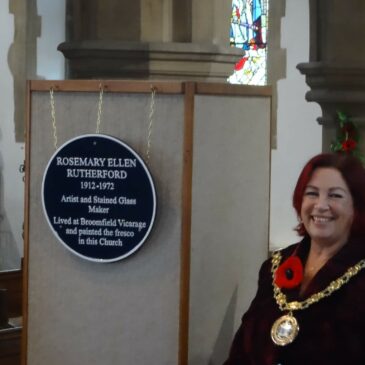 ROSEMARY ELLEN
RUTHERFORD
1912-1972
Artist and Stained Glass
Maker
Lived at Broomfield Vicarage
and painted the fresco
in this Church